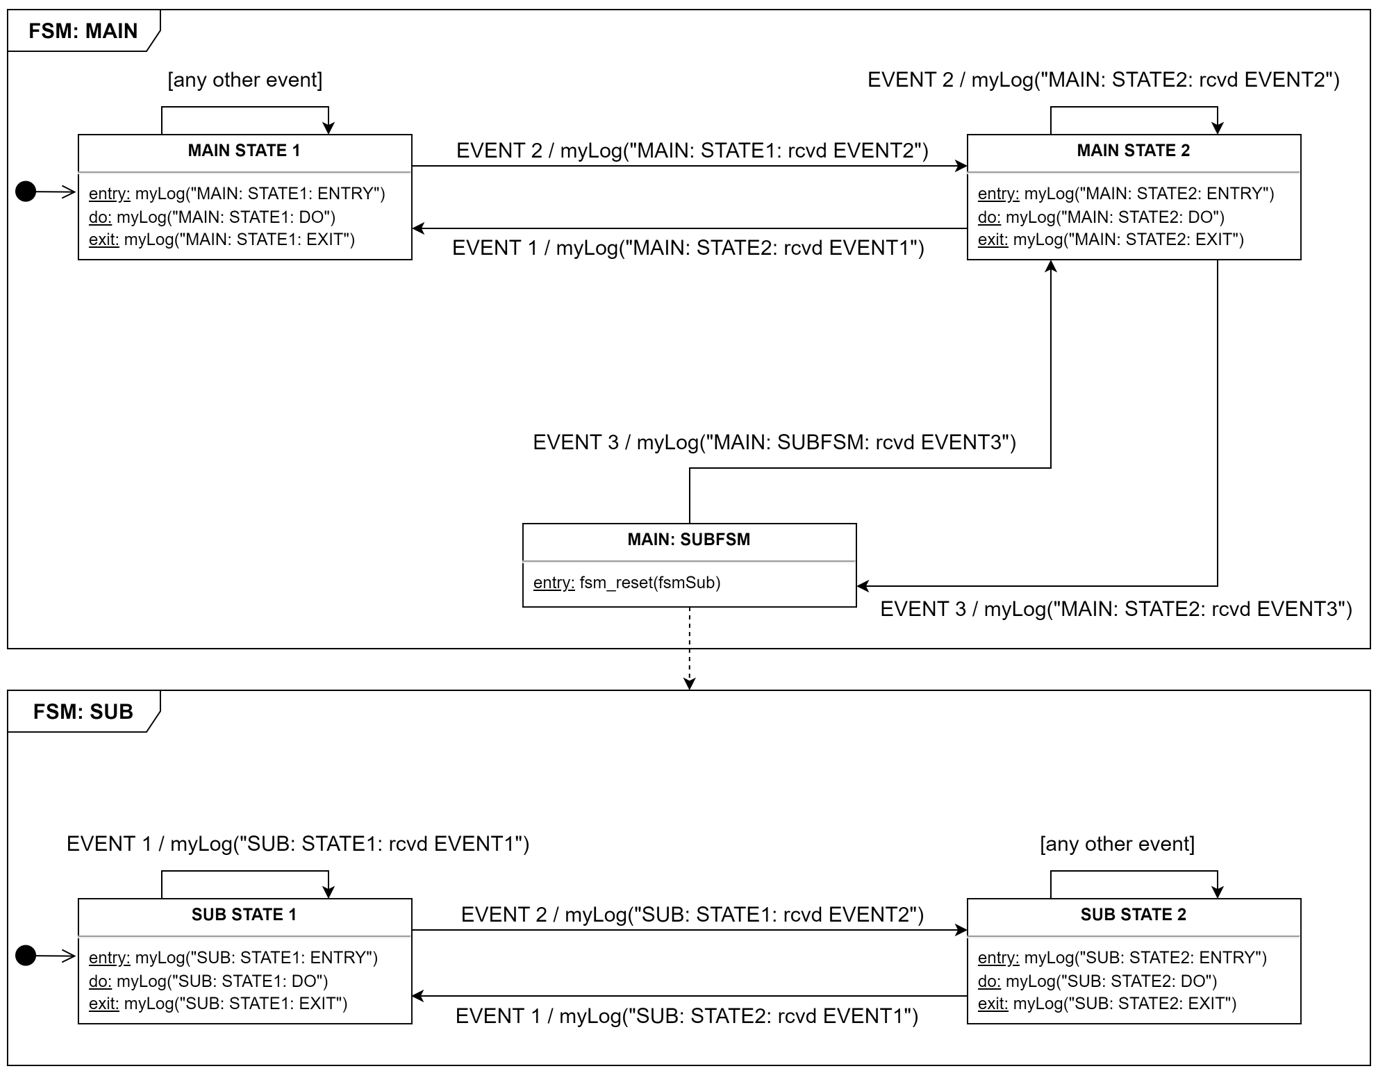 FSM: MAIN
[any other event]
EVENT 2 / myLog("MAIN: STATE2: rcvd EVENT2")
MAIN STATE 1
entry: myLog("MAIN: STATE1: ENTRY")
do: myLog("MAIN: STATE1: DO")
exit: myLog("MAIN: STATE1: EXIT")
EVENT 2 / myLog("MAIN: STATE1: rcvd EVENT2")
EVENT 1 / myLog("MAIN: STATE2: rcvd EVENT1")
MAIN STATE 2
entry: myLog("MAIN: STATE2: ENTRY")
do: myLog("MAIN: STATE2: DO")
exit: myLog("MAIN: STATE2: EXIT")
EVENT 3 / myLog("MAIN: SUBFSM: rcvd EVENT3")
MAIN: SUBFSM
entry: fsm_reset(fsmSub)
EVENT 3 / myLog("MAIN: STATE2: rcvd EVENT3")
FSM: SUB
EVENT 1 / myLog("SUB: STATE1: rcvd EVENT1")
[any other event]
SUB STATE 1
entry: myLog("SUB: STATE1: ENTRY")
do: myLog("SUB: STATE1: DO")
exit: myLog("SUB: STATE1: EXIT")
EVENT 2 / myLog("SUB: STATE1: rcvd EVENT2")
EVENT 1 / myLog("SUB: STATE2: rcvd EVENT1")
SUB STATE 2
entry: myLog("SUB: STATE2: ENTRY")
do: myLog("SUB: STATE2: DO")
exit: myLog("SUB: STATE2: EXIT")